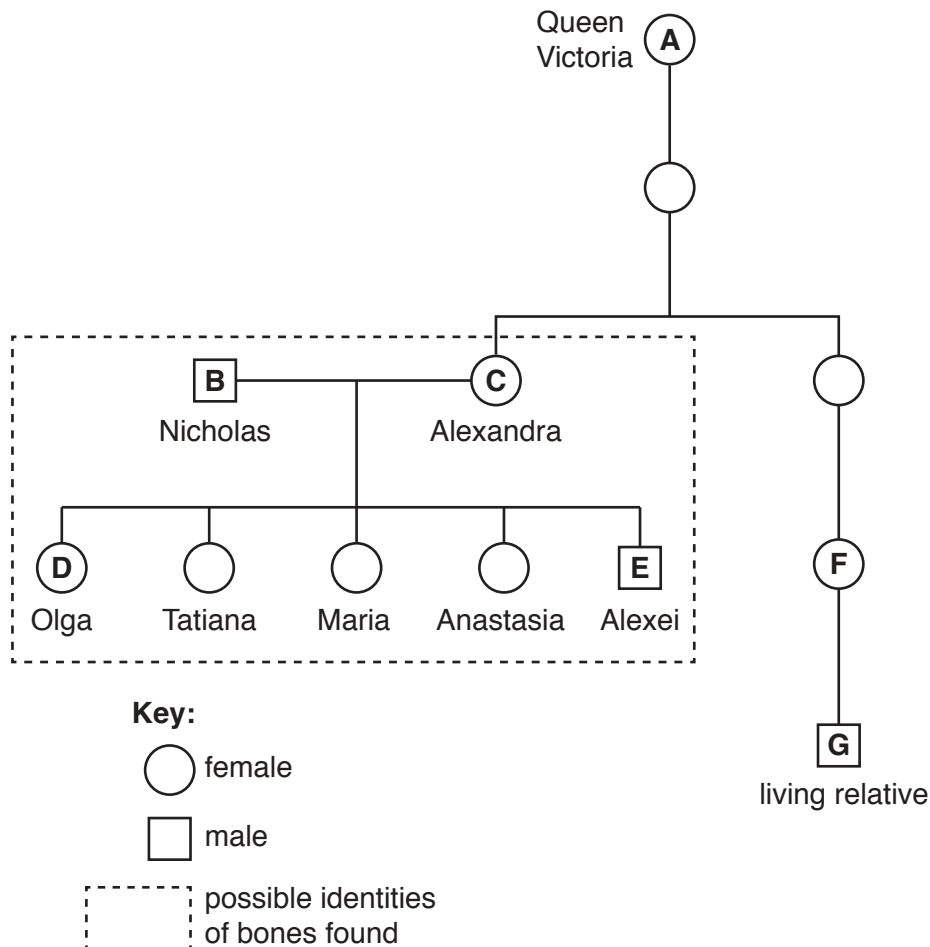 Queen
Victoria
A
B
C
Nicholas
Alexandra
D
E
F
Olga
Tatiana
Maria
Anastasia
Alexei
Key:
female
G
living relative
male
possible identities
of bones found